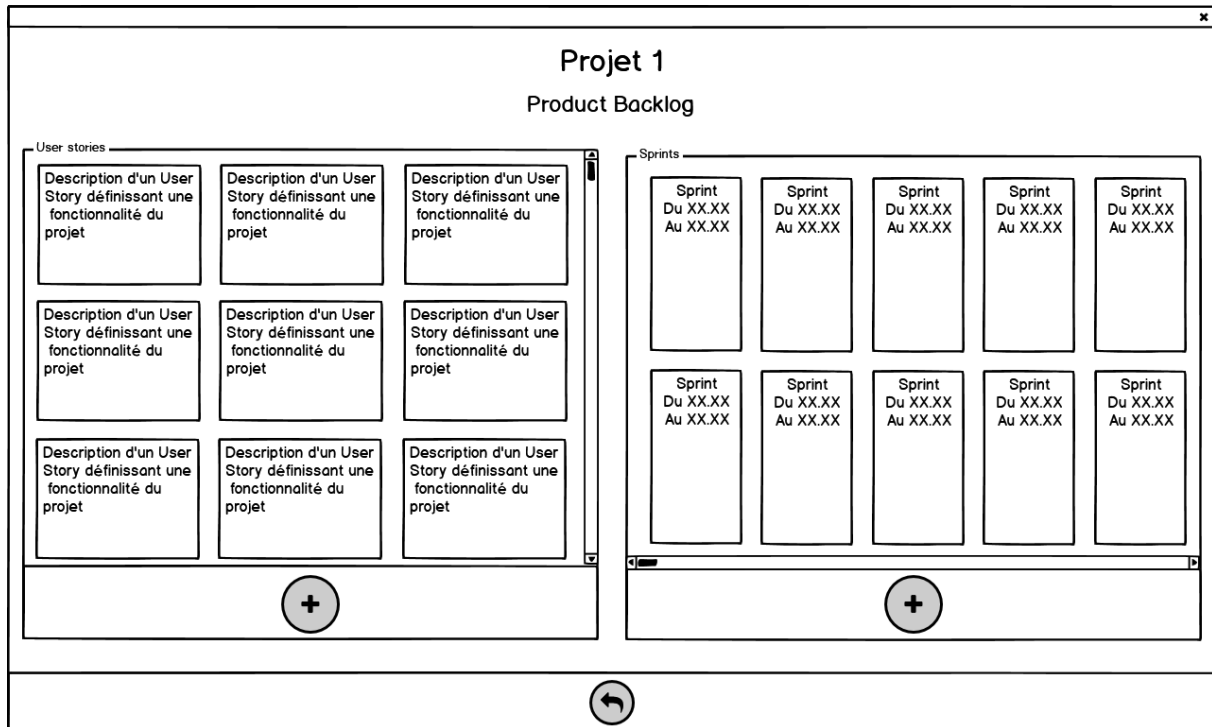 Projet 1
Product Backlog
User stories
Description d'un User
Story définissant une
fonctionnalité du
projet
Description d'un User
Story définissant une
fonctionnalité du
projet
Description d'un User
Story définissant une
fonctionnalité du
projet
Description d'un User
Story définissant une
fonctionnalité du
projet
Description d'un User
Story définissant une
fonctionnalité du
projet
Description d'un User
Story définissant une
fonctionnalité du
projet
Description d'un User
Story définissant une
fonctionnalité du
projet
Description d'un User
Story définissant une
fonctionnalité du
projet
Description d'un User
Story définissant une
fonctionnalité du
projet
Sprints
Sprint
Du XX.XX
Au XX.XX
Sprint
Du XX.XX
Au XX.XX
Sprint
Du XX.XX
Au XX.XX
Sprint
Du XX.XX
Au XX.XX
Sprint
Du XX.XX
Au XX.XX
Sprint
Du XX.XX
Au XX.XX
Sprint
Du XX.XX
Au XX.XX
Sprint
Du XX.XX
Au XX.XX
Sprint
Du XX.XX
Au XX.XX
Sprint
Du XX.XX
Au XX.XX